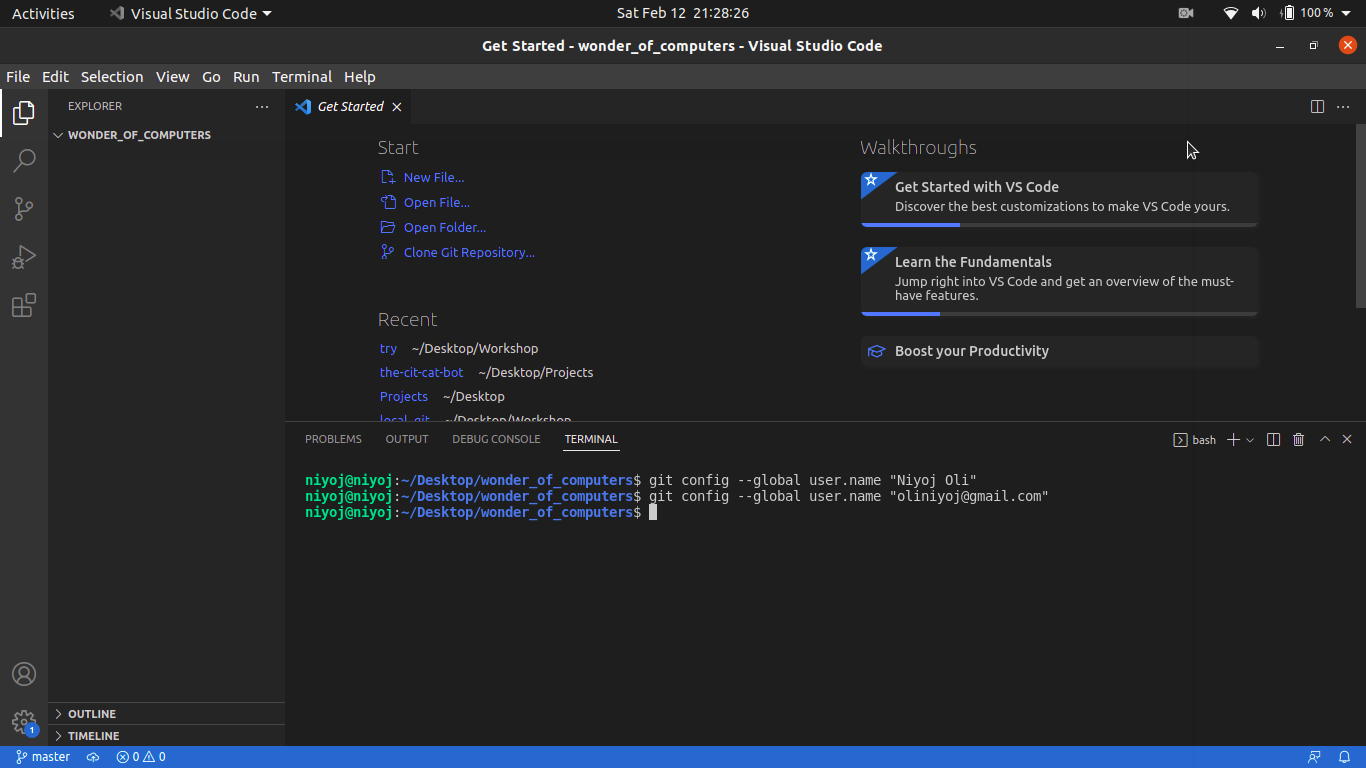 Activities
Visual Studio Code
Sat Feb 12 21:28:26
100 %
Get Started - wonder_of_computers - Visual Studio Code
File Edit Selection View Go Run Terminal Help
EXPLORER
Get Started
WONDER_OF_COMPUTERS
Start
New File...
Open File...
Open Folder...
Clone Git Repository...
Recent
try ~/Desktop/Workshop
the-cit-cat-bot ~/Desktop/Projects
Projects ~/Desktop
local_git ~/Desktop/Workshop
Walkthroughs
Get Started with VS Code
Discover the best customizations to make VS Code yours.
Learn the Fundamentals
Jump right into VS Code and get an overview of the must-
have features.
Boost your Productivity
PROBLEMS OUTPUT DEBUG CONSOLE TERMINAL
bash
niyoj@niyoj:~/Desktop/wonder_of_computers$ git config --global user.name "Niyoj Oli"
niyoj@niyoj:~/Desktop/wonder_of_computers$ git config --global user.name "oliniyoj@gmail.com"
niyoj@niyoj:~/Desktop/wonder_of_computers$
OUTLINE
1
TIMELINE
master
0 0